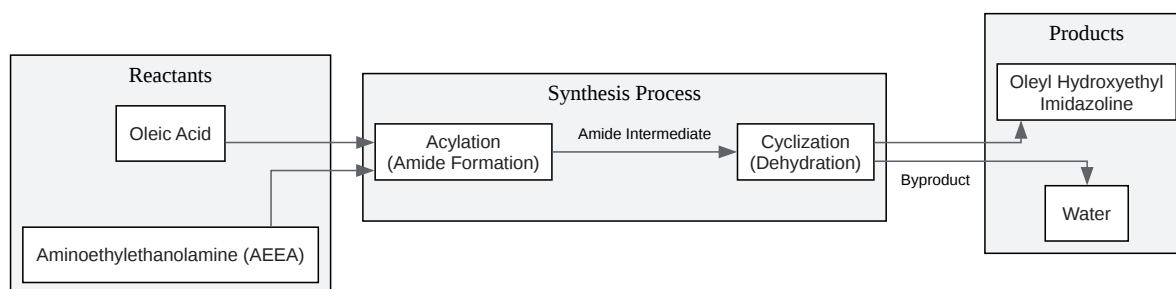 Reactants
Oleic Acid
Aminoethylethanolamine (AEEA)
Synthesis Process
Acylation
(Amide Formation)
Amide Intermediate
Cyclization
(Dehydration)
Byproduct
Products
Oleyl Hydroxyethyl
Imidazoline
Water